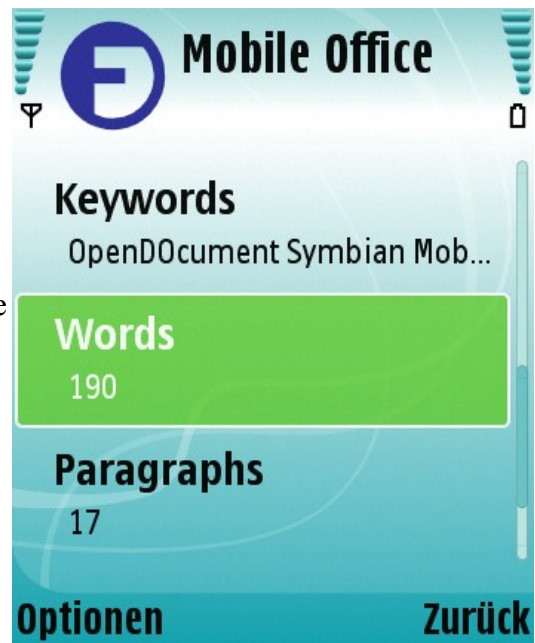 Mobile Office
Keywords
OpenDOcument Symbian Mob...
e
Words
190
Paragraphs
17
Optionen Zurück